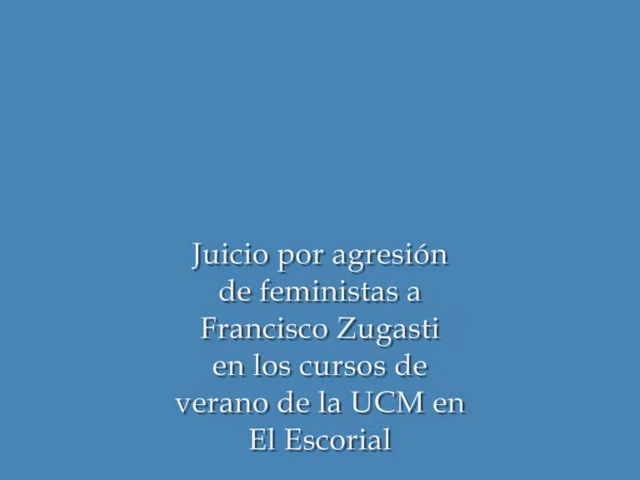 Juicio por agresión
de feministas a
Francisco Zugasti
en los cursos de
verano de la UCM en
El Escorial